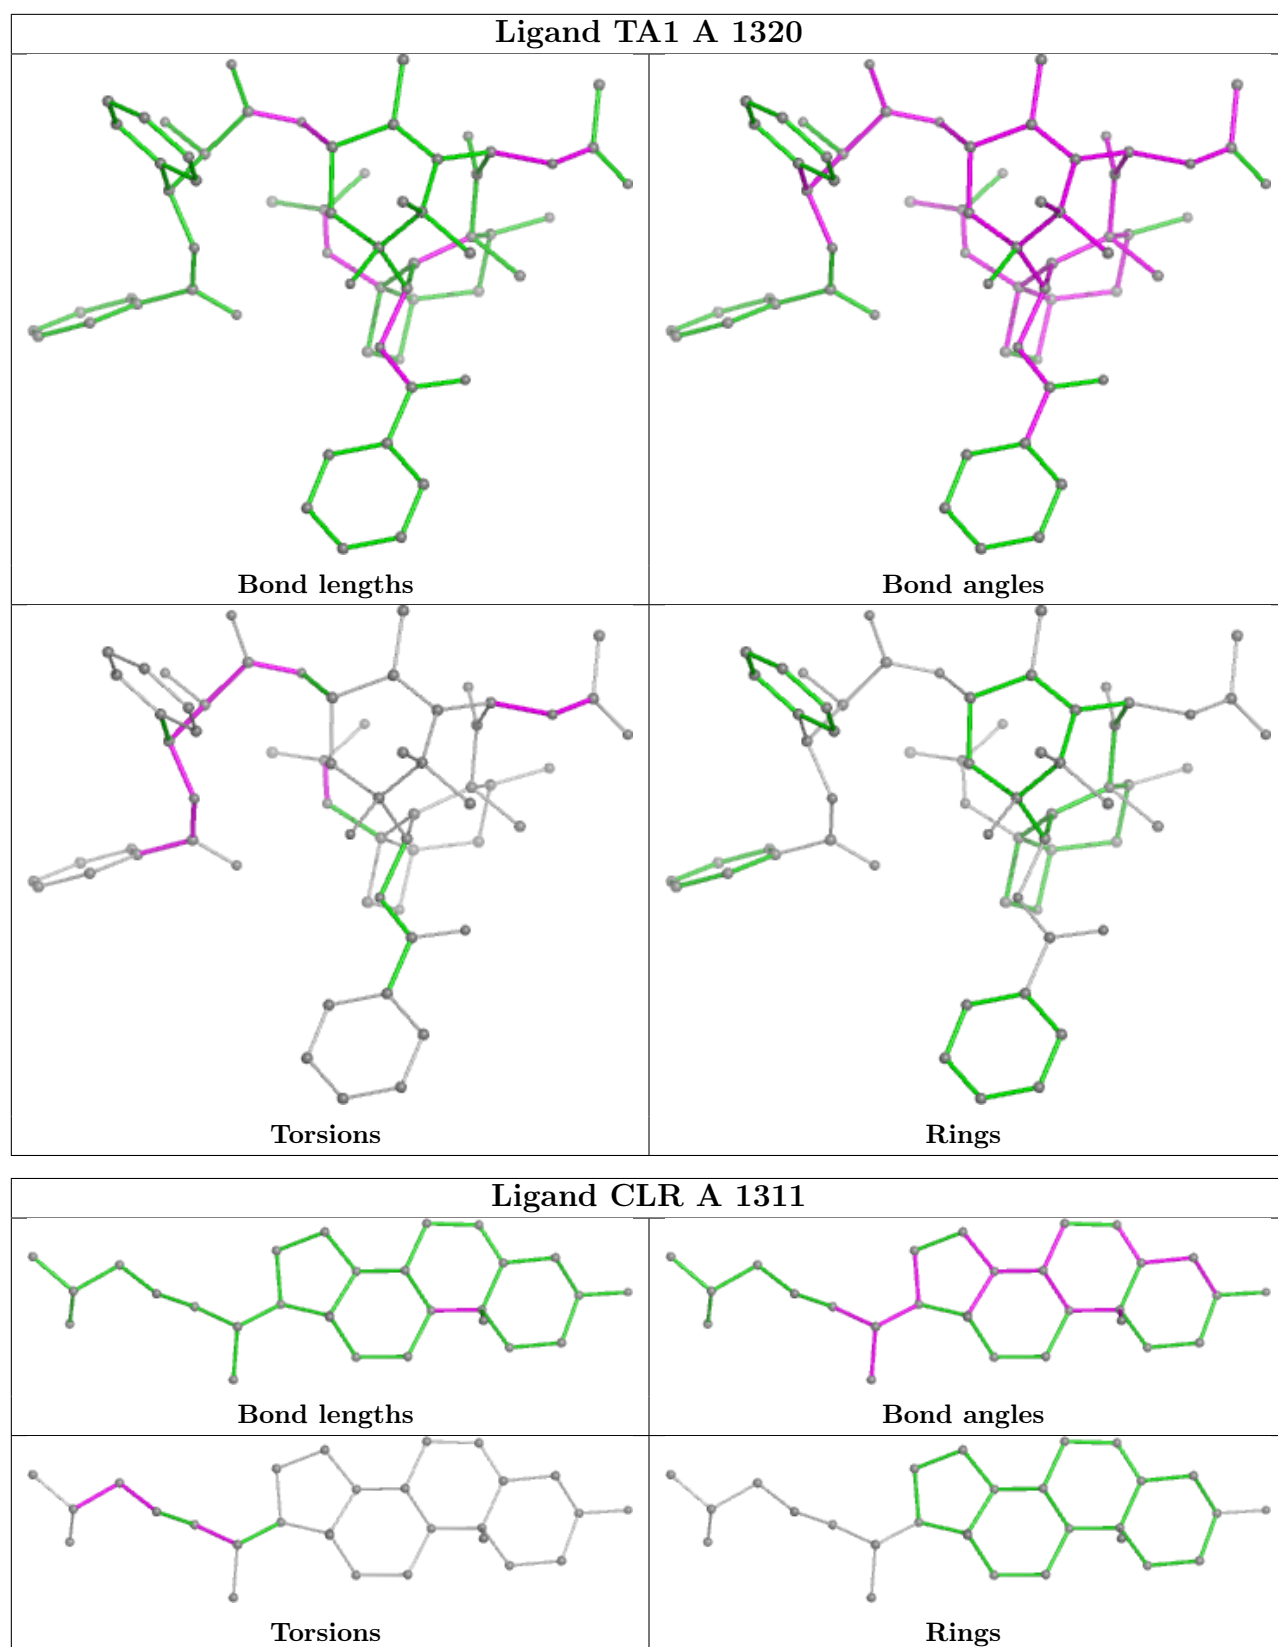 Ligand TA1 A 1320
Bond lengths
Bond angles
Torsions
Rings
Ligand CLR A 1311
Bond lengths
Bond angles
Torsions
Rings